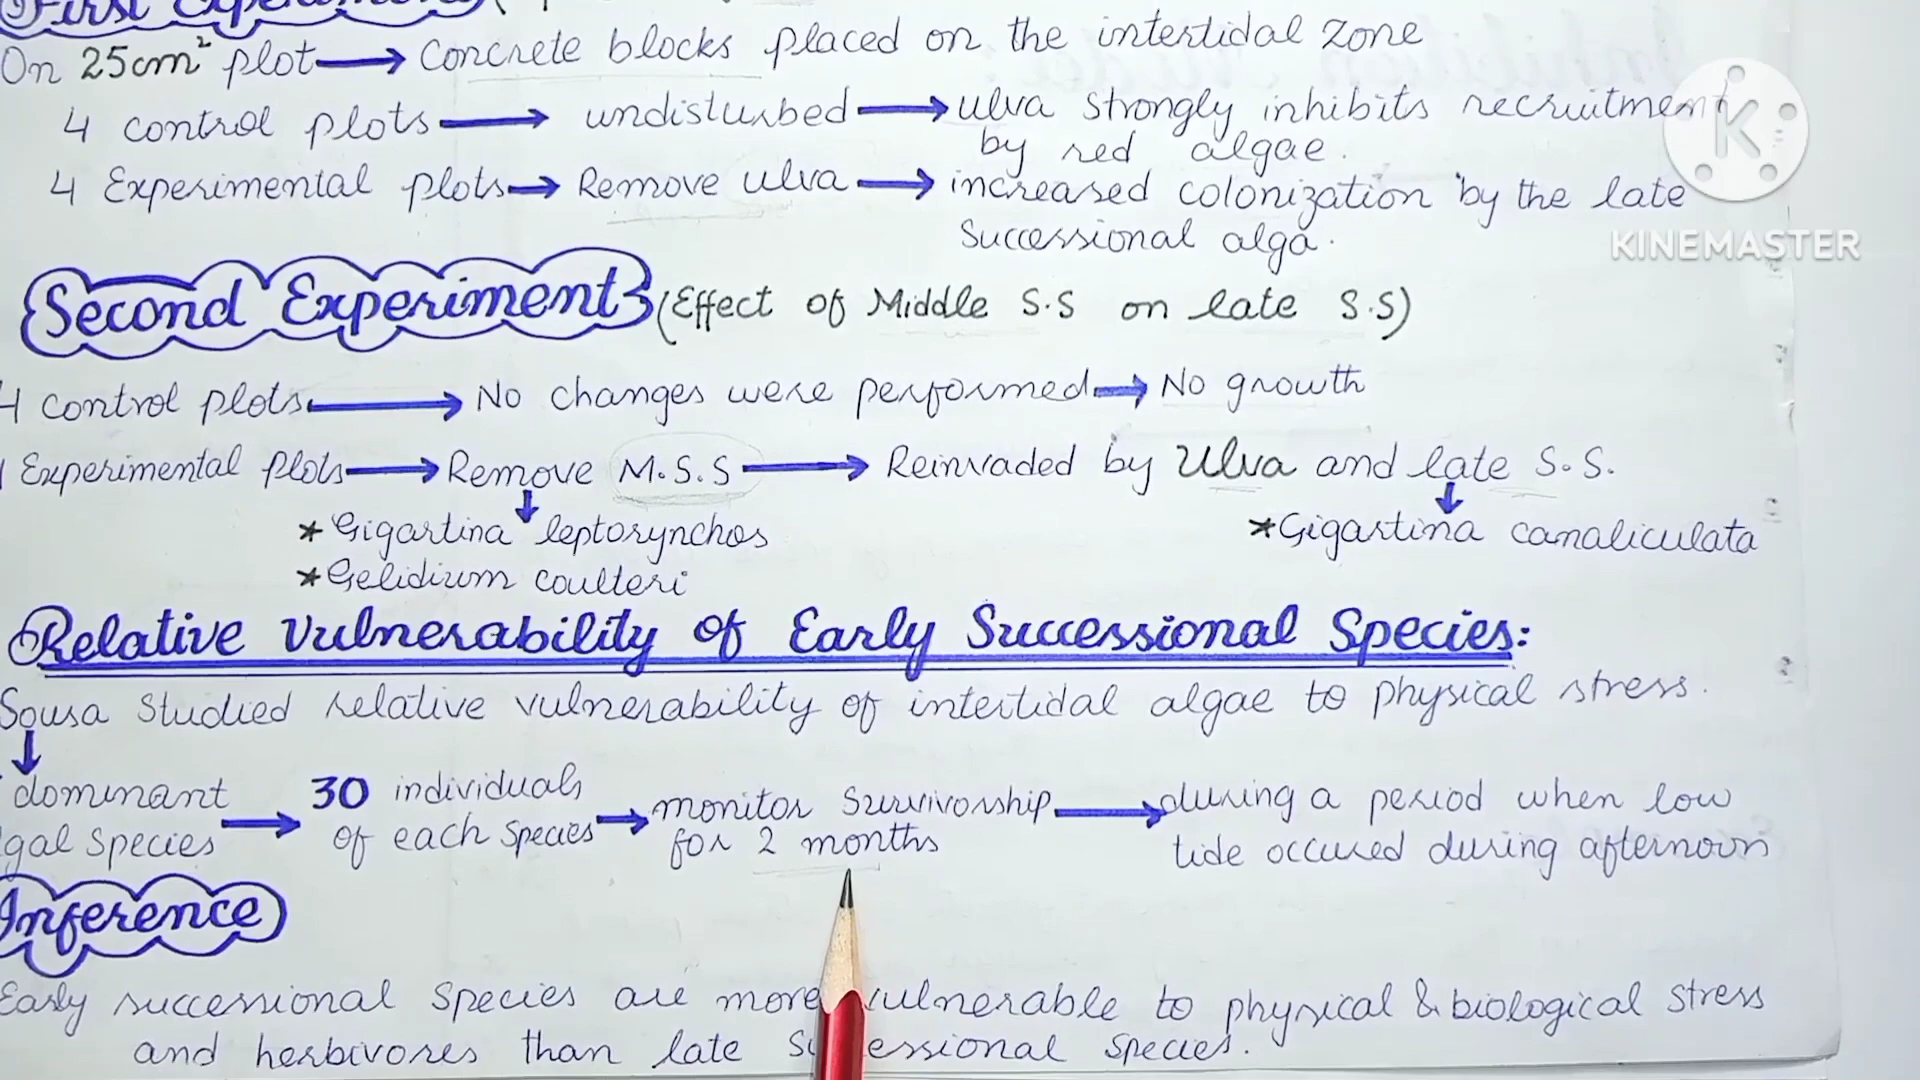 First Experiment
On 25cm² plot → Concrete blocks placed on the intertidal zone
4 control plots → undisturbed → ulva strongly inhibits recruitment
by red algae.
4 Experimental plots → Remove ulva → increased colonization by the late
Successional alga.
K
KINEMASTER
Second Experiment (Effect of Middle S.S on late S.S)
4 control plots → No changes were performed → No growth
Experimental plots → Remove M.S.S → Reinvaded by Ulva and late S.S.
↓ ↓
* Gigartina leptorynchos * Gigartina canaliculata
* Gelidium coulteri
Relative Vulnerability of Early Successional Species:
Sousa studied relative vulnerability of intertidal algae to physical stress.
↓
dominant → 30 individuals → monitor survivorship → during a period when low
gal species of each species for 2 months tide occured during afternoon
Inference
Early successional species are more vulnerable to physical & biological stress
and herbivores than late essional species.